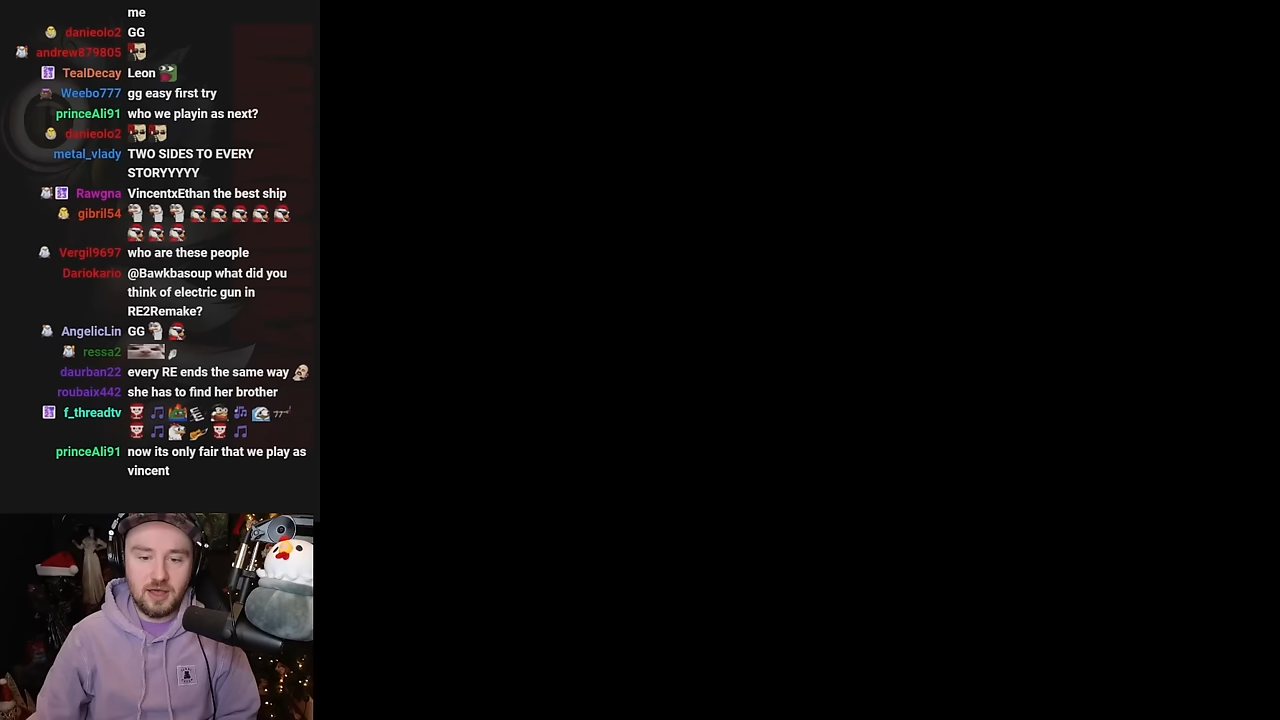 me
danieolo2 GG
andrew879805
TealDecay Leon
Weebo777 gg easy first try
princeAli91 who we playin as next?
danieolo2
metal_vlady TWO SIDES TO EVERY
STORYYYYY
Rawgna VincentxEthan the best ship
gibril54
Vergil9697 who are these people
Dariokario @Bawkbasoup what did you
think of electric gun in
RE2Remake?
AngelicLin GG
ressa2
daurban22 every RE ends the same way
roubaix442 she has to find her brother
f_threadtv
princeAli91 now its only fair that we play as
vincent